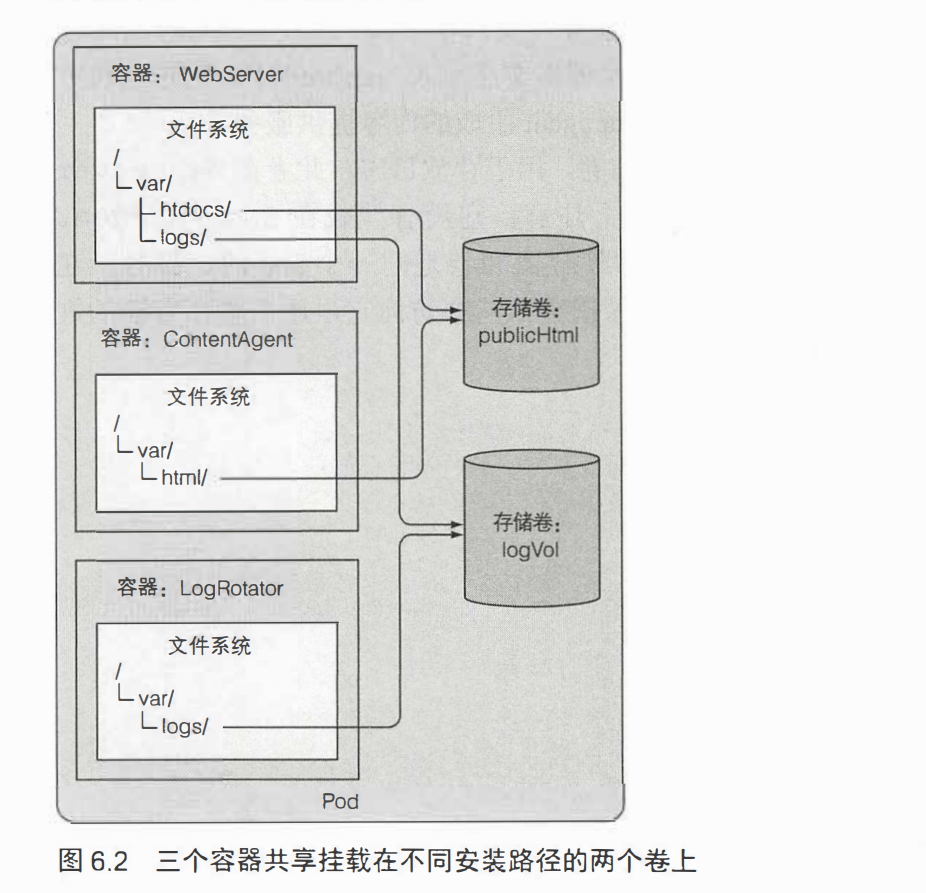 容器：WebServer
文件系统
/
var/
htdocs/
logs/
存储卷：
publicHtml
容器：ContentAgent
文件系统
/
var/
html/
存储卷：
logVol
容器：LogRotator
文件系统
/
var/
logs/
Pod
图 6.2 三个容器共享挂载在不同安装路径的两个卷上